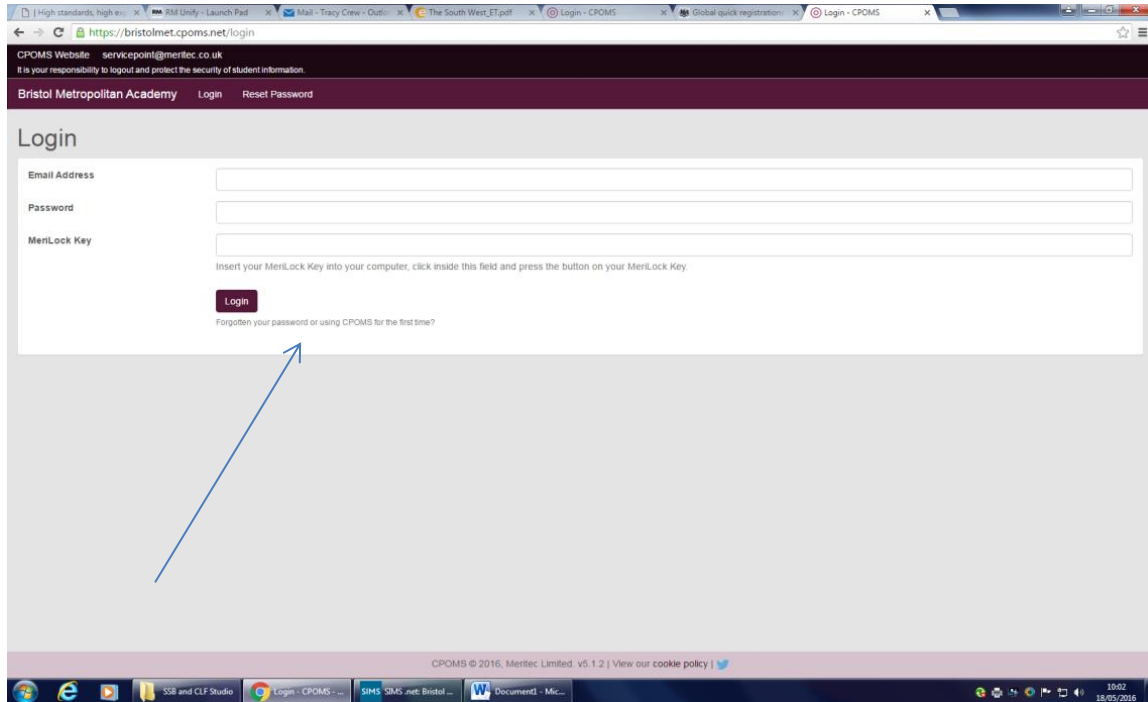 | High standards, high ex
RM RM Unify - Launch Pad
Mail - Tracy Crew - Outlo
The South West_ET.pdf
Login - CPOMS
Global quick registration:
Login - CPOMS
https://bristolmet.cpoms.net/login
CPOMS Website servicepoint@meritec.co.uk
It is your responsibility to logout and protect the security of student information.
Bristol Metropolitan Academy Login Reset Password
Login
Email Address
Password
MeriLock Key
Insert your MeriLock Key into your computer, click inside this field and press the button on your MeriLock Key.
Login
Forgotten your password or using CPOMS for the first time?
CPOMS © 2016, Meritec Limited. v5.1.2 | View our cookie policy |
SSB and CLF Studio
Login - CPOMS - ...
SIMS SIMS .net: Bristol ...
Document1 - Mic...
10:02
18/05/2016